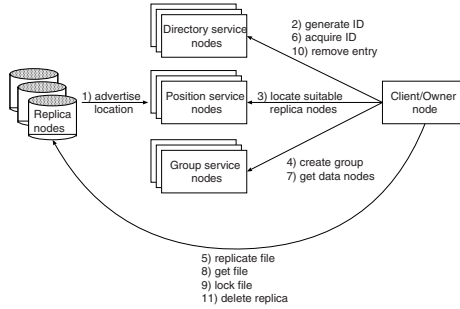 Directory service
nodes
2) generate ID
6) acquire ID
10) remove entry
Replica
nodes
1) advertise
location
Position service
nodes
3) locate suitable
replica nodes
Client/Owner
node
Group service
nodes
4) create group
7) get data nodes
5) replicate file
8) get file
9) lock file
11) delete replica